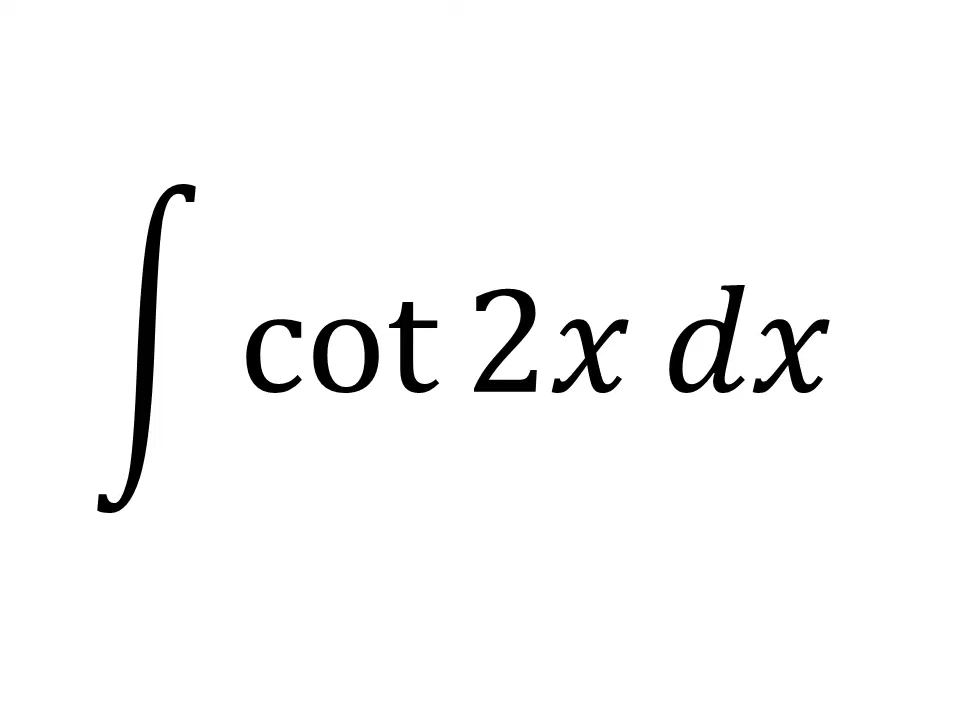 ∫ cot 2x dx